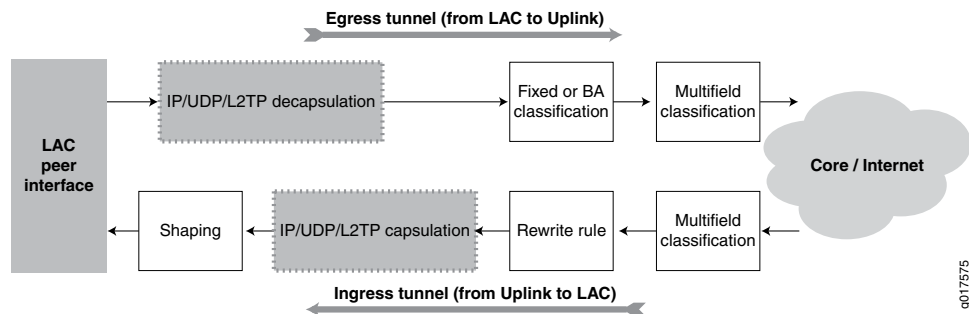 Egress tunnel (from LAC to Uplink)
LAC
peer
interface
IP/UDP/L2TP decapsulation
Fixed or BA
classification
Multifield
classification
Core / Internet
Shaping
IP/UDP/L2TP capsulation
Rewrite rule
Multifield
classification
Ingress tunnel (from Uplink to LAC)
g017575